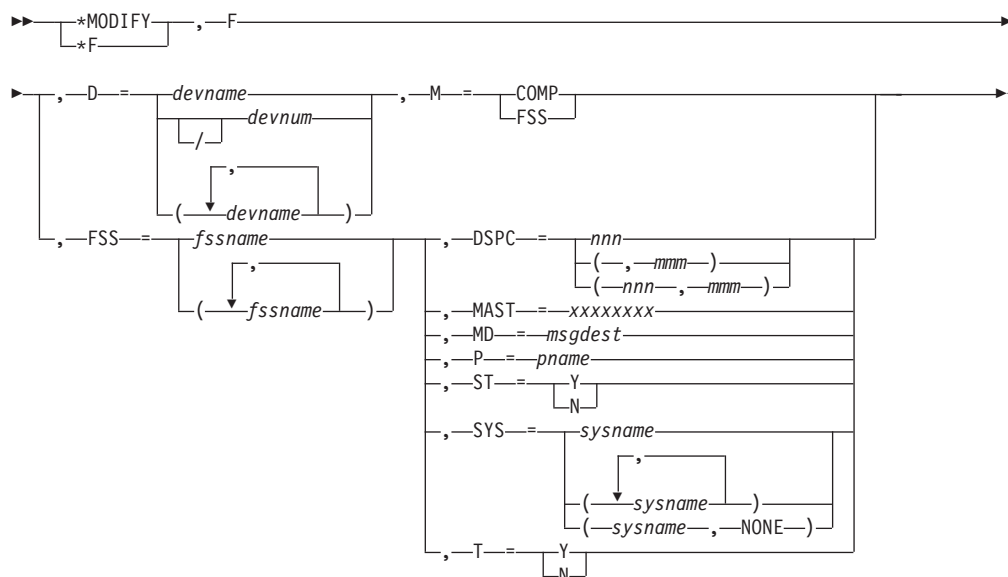 *MODIFY , F
*F
, D = devname , M = COMP
/ devnum FSS
,
( devname )
, FSS = fssname , DSPC = nnn
, ( , mmm )
( fssname ) ( nnn , mmm )
, MAST = xxxxxxxx
, MD = msgdest
, P = pname
, ST = Y
N
, SYS = sysname
,
( sysname )
( sysname , NONE )
, T = Y
N